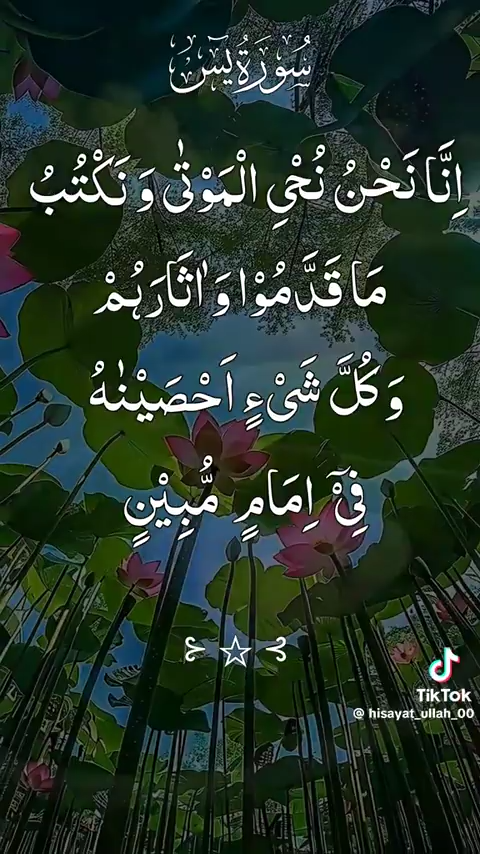 سُورَةُ يٰسٓ
اِنَّا نَحْنُ نُحْيِ الْمَوْتٰى وَ نَكْتُبُ
مَا قَدَّمُوْا وَ اٰثَارَهُمْ
وَ كُلَّ شَیْءٍ اَحْصَيْنٰهُ
فِيْۤ اِمَامٍ مُّبِيْنٍ
TikTok
@ hisayat_ullah_00